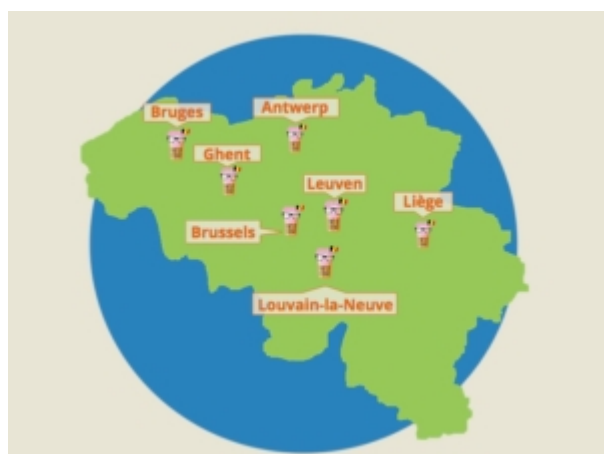 Antwerp
Bruges
Ghent
Leuven
Liège
Brussels
Louvain-la-Neuve